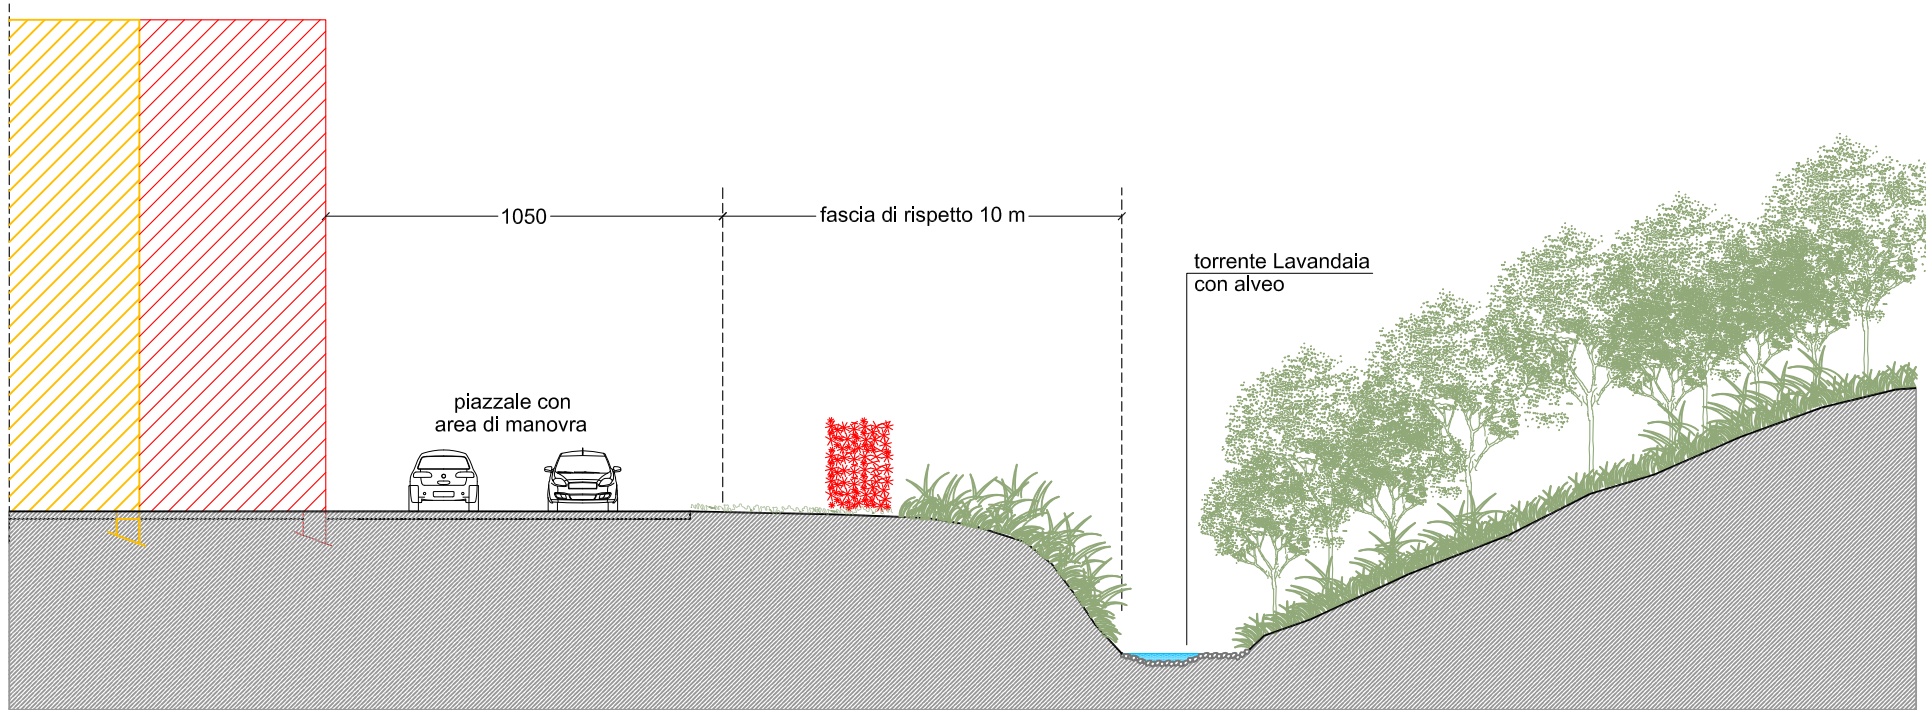 1050
fascia di rispetto 10 m
torrente Lavandaia
con alveo
piazzale con
area di manovra